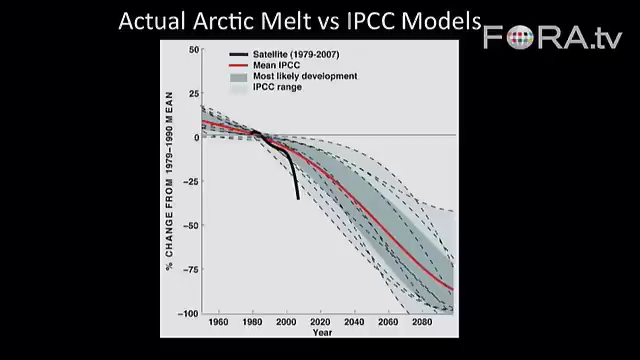 Actual Arctic Melt vs IPCC Models
FORA.tv
50
25
0
−25
−50
−75
−100
% CHANGE FROM 1979–1990 MEAN
Satellite (1979-2007)
Mean IPCC
Most likely development
IPCC range
1960 1980 2000 2020 2040 2060 2080
Year